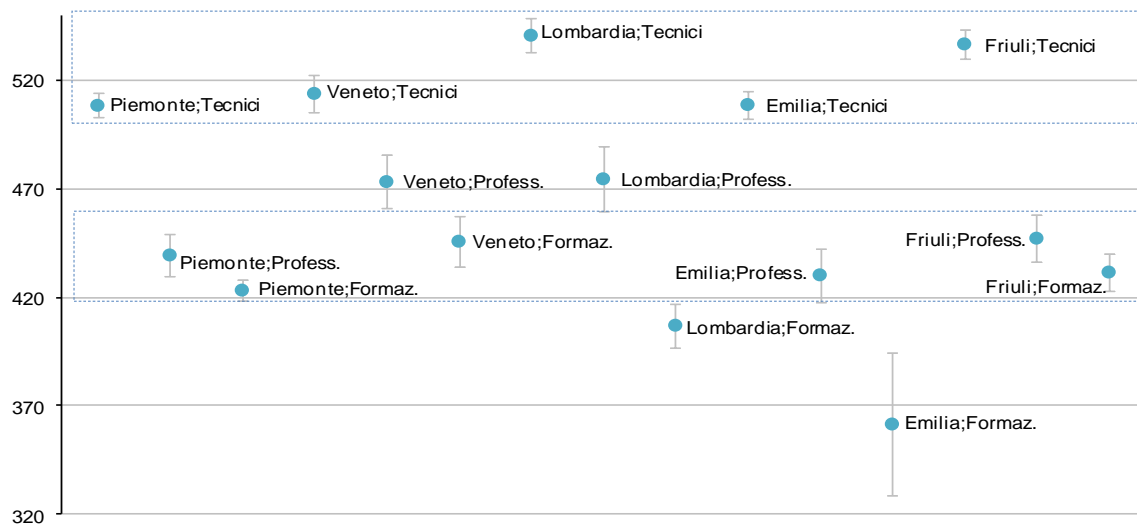 Lombardia;Tecnici
Friuli;Tecnici
520
Piemonte;Tecnici
Veneto;Tecnici
Emilia;Tecnici
470
Veneto;Profess.
Lombardia;Profess.
Piemonte;Profess.
Veneto;Formaz.
Emilia;Profess.
Friuli;Profess.
420
Piemonte;Formaz.
Friuli;Formaz.
Lombardia;Formaz.
370
Emilia;Formaz.
320